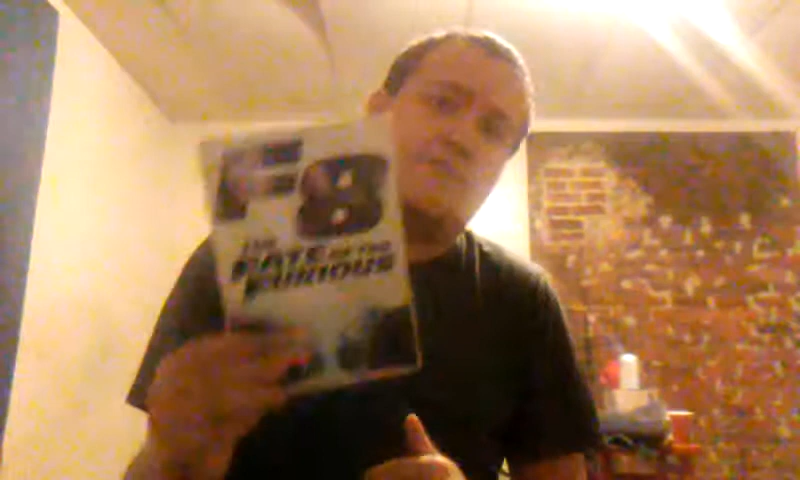 F8
THE
FATE OF THE
FURIOUS